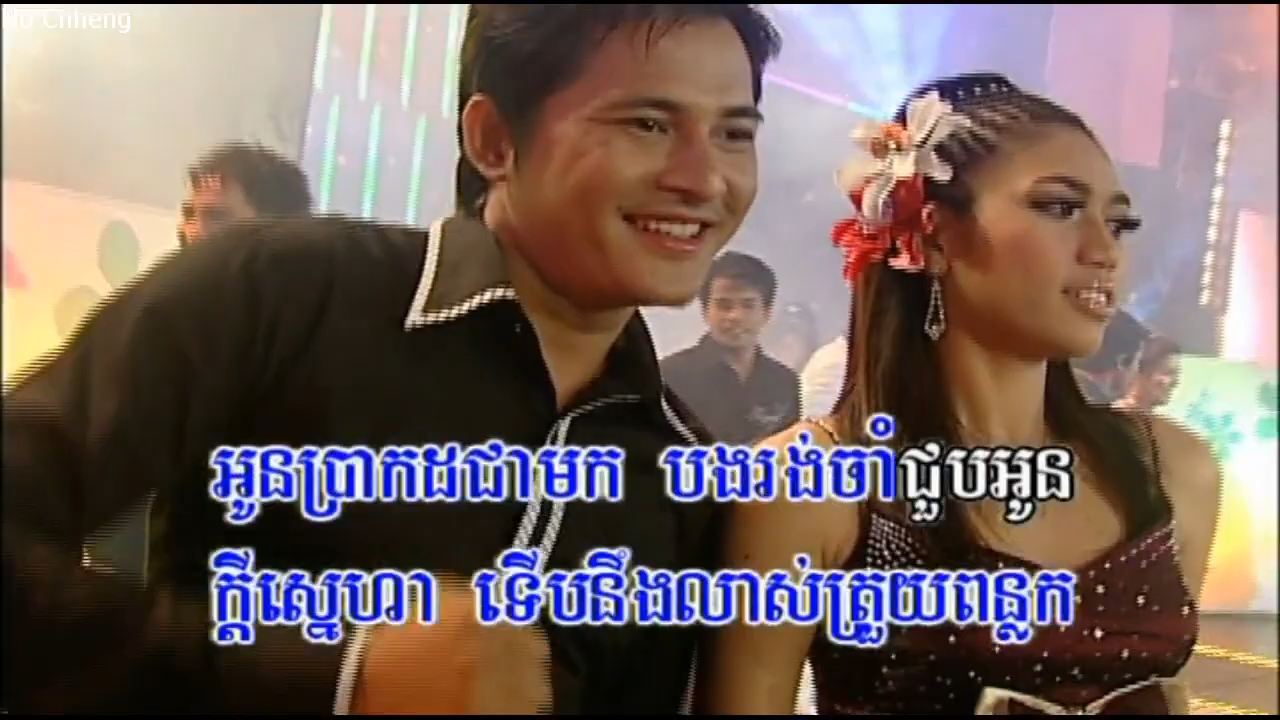 Chheng
អូនប្រាកដជាមក បងរង់ចាំជួបអូន
ក្ដីស្នេហា ទើបនឹងលាស់ត្រួយពន្លក